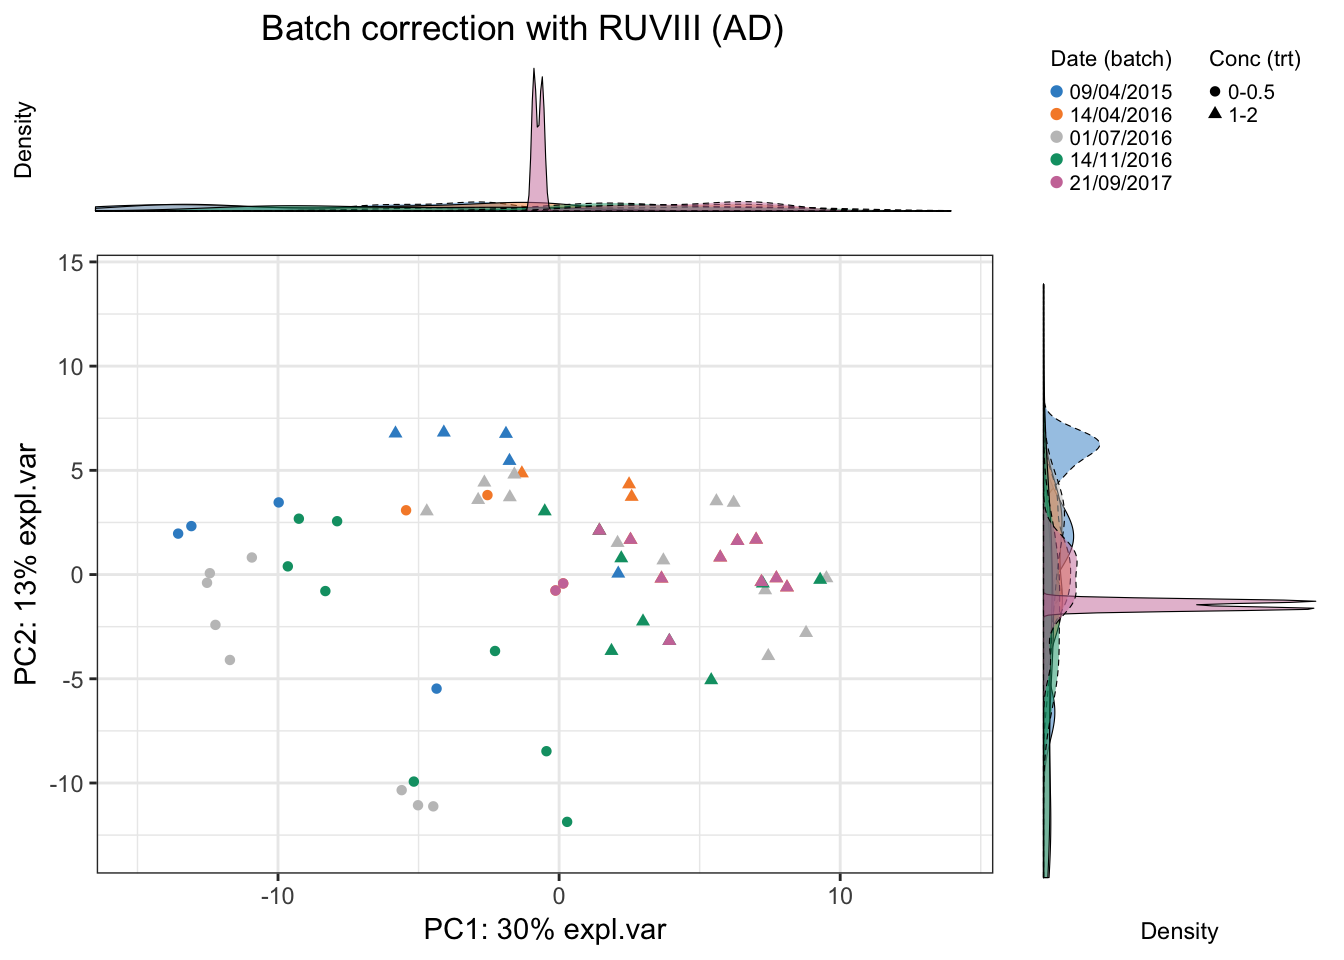 Batch correction with RUVIII (AD)
Density
Date (batch)
09/04/2015
14/04/2016
01/07/2016
14/11/2016
21/09/2017
Conc (trt)
0-0.5
1-2
15
10
5
0
-5
-10
PC2: 13% expl.var
-10
0
10
PC1: 30% expl.var
Density